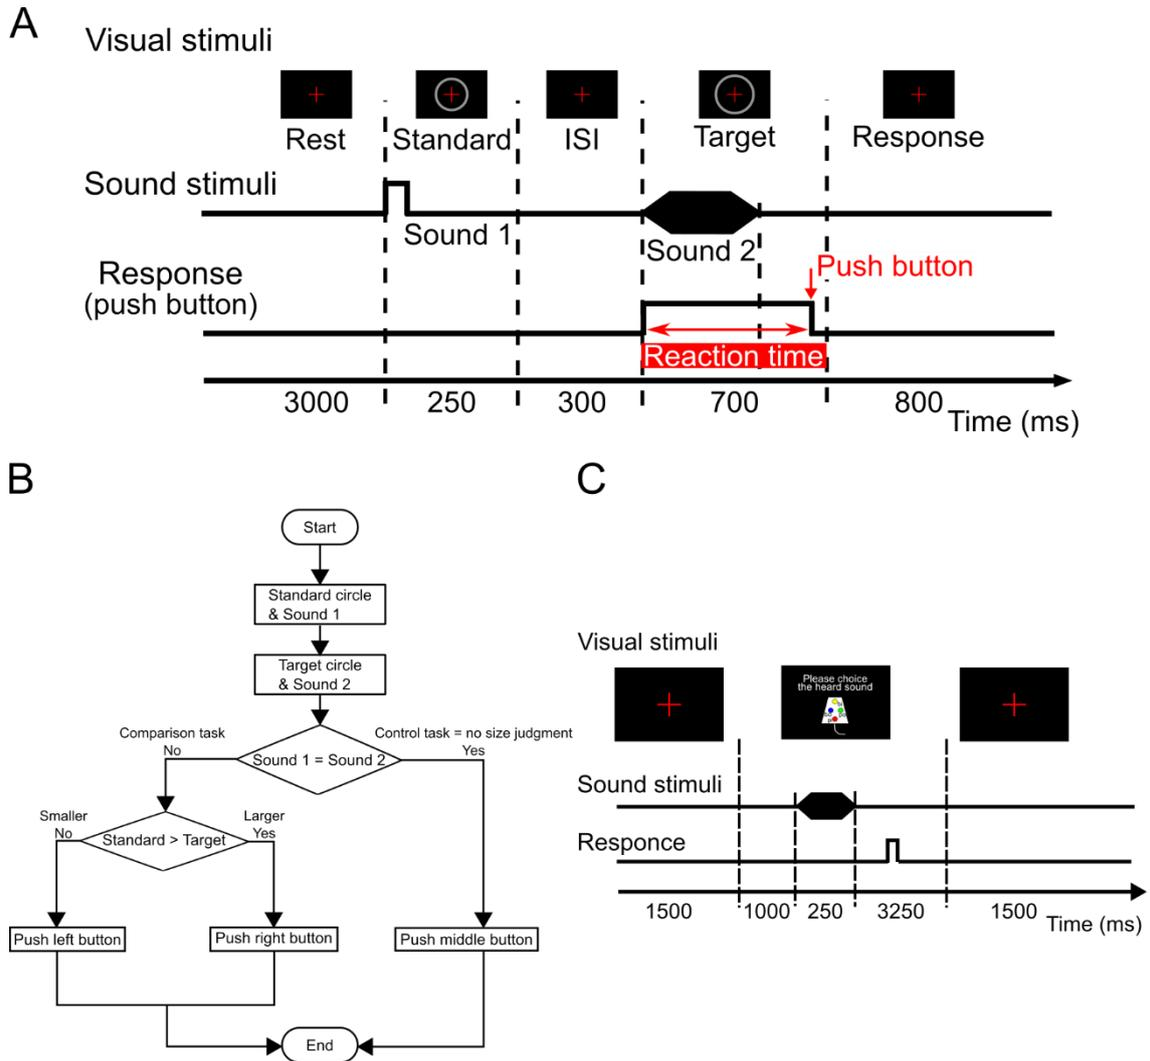 A
Visual stimuli
Rest
Standard
ISI
Target
Response
Sound stimuli
Sound 1
Sound 2
Response
(push button)
Push button
Reaction time
3000
250
300
700
800
Time (ms)
B
Start
Standard circle
& Sound 1
Target circle
& Sound 2
Comparison task
No
Control task = no size judgment
Yes
Sound 1 = Sound 2
Smaller
No
Larger
Yes
Standard > Target
Push left button
Push right button
Push middle button
End
C
Visual stimuli
Please choice
the heard sound
Sound stimuli
Responce
1500
1000
250
3250
1500
Time (ms)